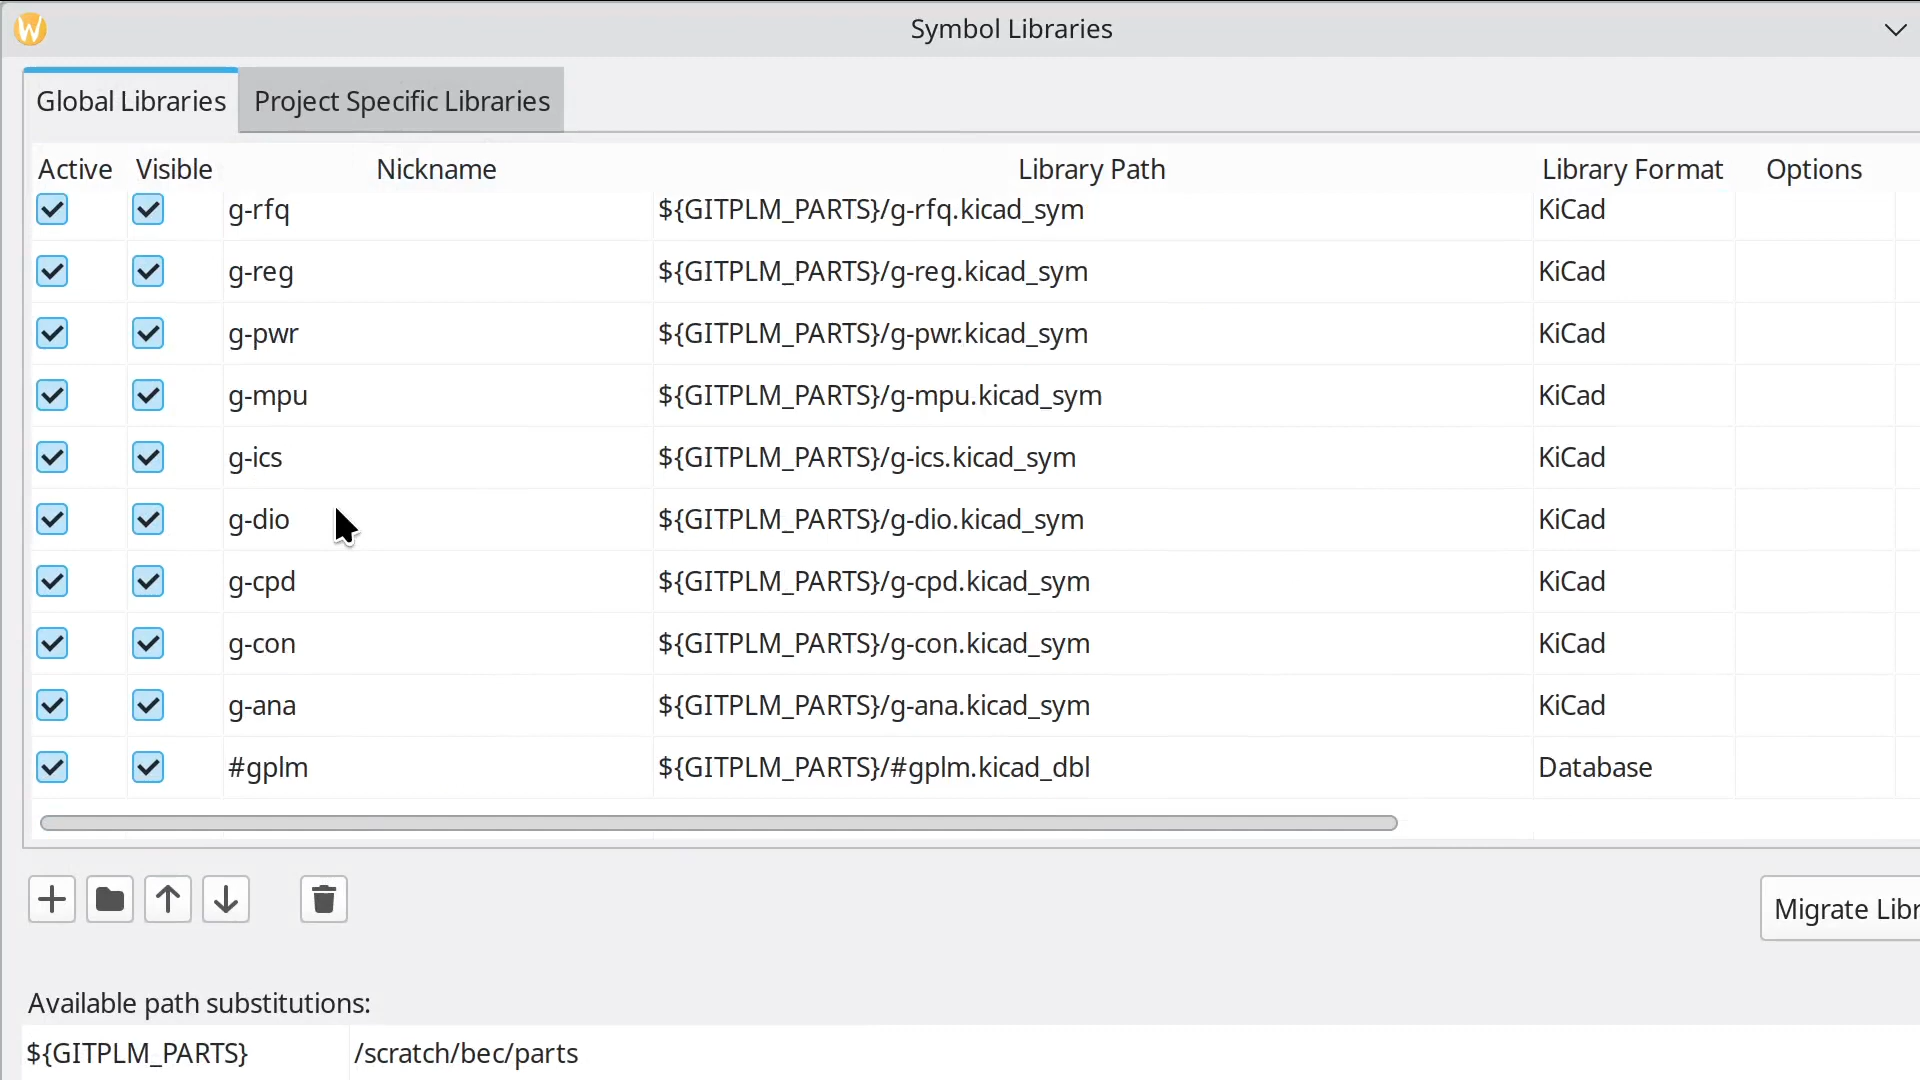 Symbol Libraries
Global Libraries Project Specific Libraries
Active Visible Nickname Library Path Library Format Options
g-rfq ${GITPLM_PARTS}/g-rfq.kicad_sym KiCad
g-reg ${GITPLM_PARTS}/g-reg.kicad_sym KiCad
g-pwr ${GITPLM_PARTS}/g-pwr.kicad_sym KiCad
g-mpu ${GITPLM_PARTS}/g-mpu.kicad_sym KiCad
g-ics ${GITPLM_PARTS}/g-ics.kicad_sym KiCad
g-dio ${GITPLM_PARTS}/g-dio.kicad_sym KiCad
g-cpd ${GITPLM_PARTS}/g-cpd.kicad_sym KiCad
g-con ${GITPLM_PARTS}/g-con.kicad_sym KiCad
g-ana ${GITPLM_PARTS}/g-ana.kicad_sym KiCad
#gplm ${GITPLM_PARTS}/#gplm.kicad_dbl Database
Migrate Libr
Available path substitutions:
${GITPLM_PARTS} /scratch/bec/parts